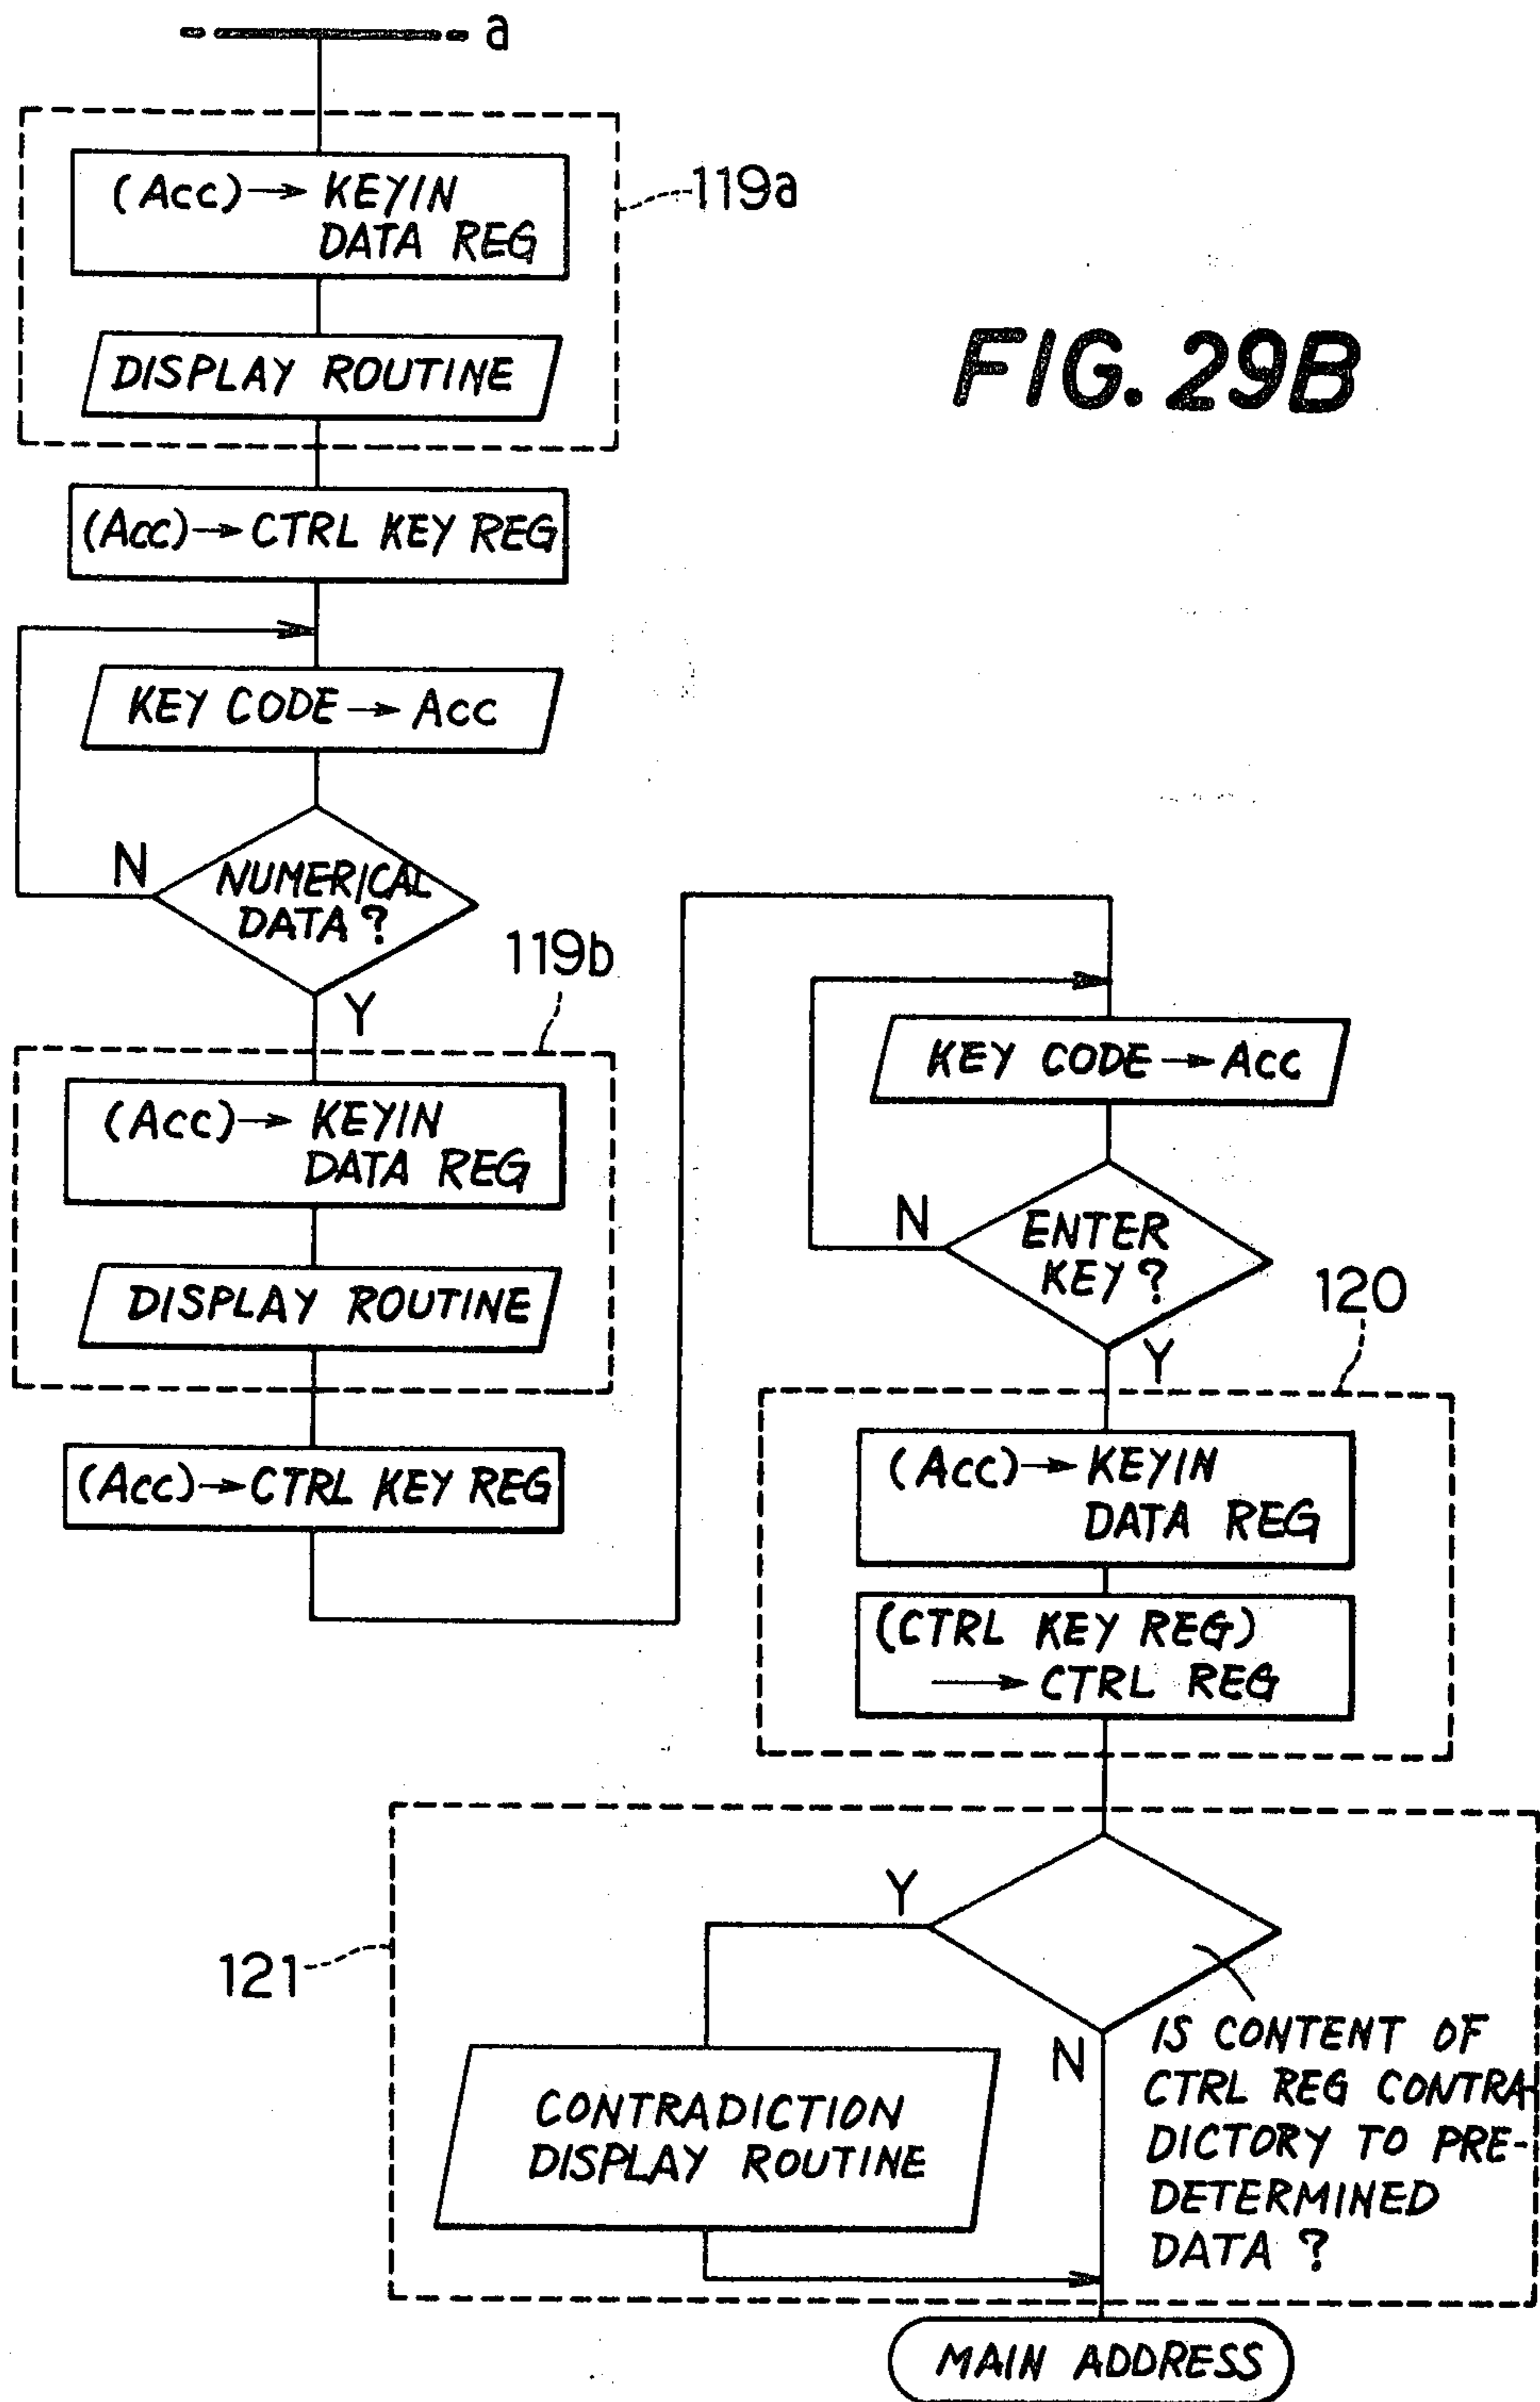 a
(Acc)→ KEYIN
DATA REG
119a
DISPLAY ROUTINE
FIG. 29B
(Acc)→CTRL KEY REG
KEY CODE→Acc
N
NUMERICAL
DATA?
Y
119b
(Acc)→ KEYIN
DATA REG
DISPLAY ROUTINE
(Acc)→CTRL KEY REG
KEY CODE→Acc
N
ENTER
KEY?
Y
120
(Acc)→KEYIN
DATA REG
(CTRL KEY REG)
→CTRL REG
121
Y
N
IS CONTENT OF
CTRL REG CONTRA-
DICTORY TO PRE-
DETERMINED
DATA?
CONTRADICTION
DISPLAY ROUTINE
MAIN ADDRESS